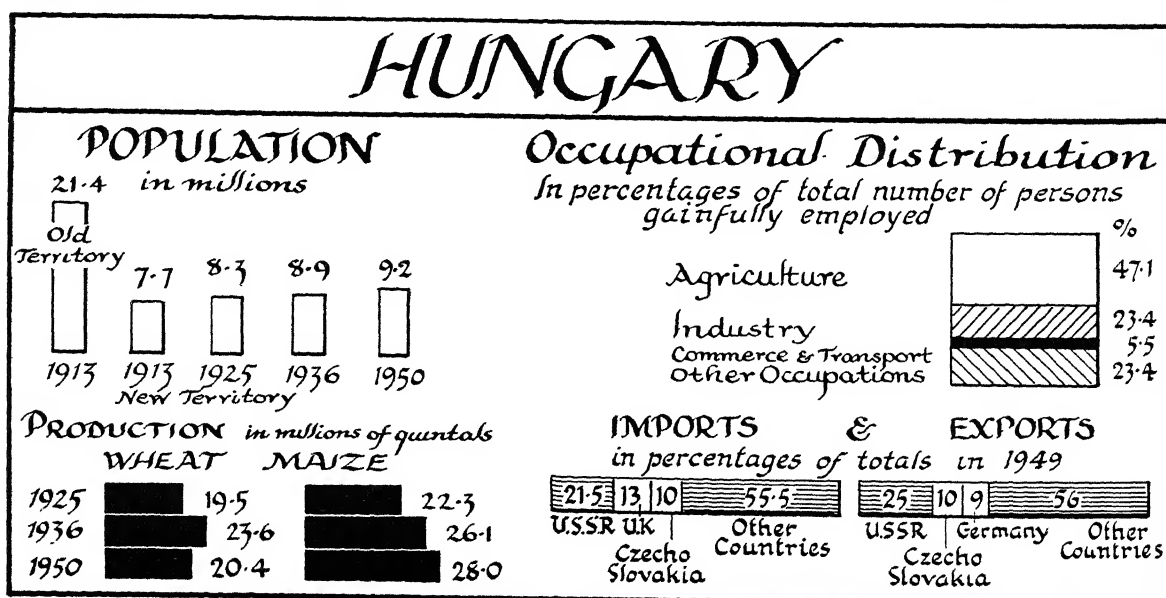 HUNGARY
POPULATION
in millions
21·4
Old
Territory
7·7 8·3 8·9 9·2
1913 1913 1925 1936 1950
New Territory
Occupational Distribution
In percentages of total number of persons
gainfully employed
%
Agriculture 47·1
Industry 23·4
Commerce & Transport 5·5
Other Occupations 23·4
PRODUCTION in millions of quintals
WHEAT MAIZE
1925 19·5 22·3
1936 23·6 26·1
1950 20·4 28·0
IMPORTS & EXPORTS
in percentages of totals in 1949
21·5 13 10 55·5
U.S.S.R U.K Other
Countries
Czecho
Slovakia
25 10 9 56
USSR Germany Other
Countries
Czecho
Slovakia